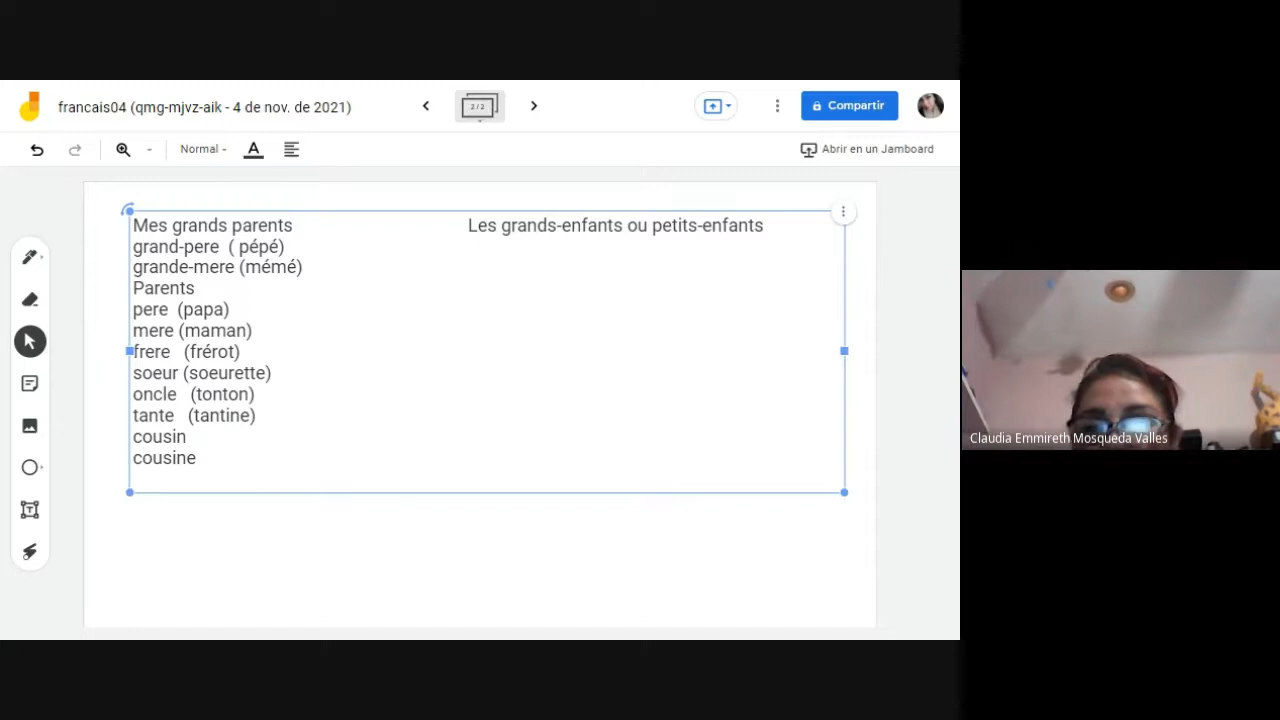 francais04 (qmg-mjvz-aik - 4 de nov. de 2021)
2/2
Compartir
Normal
A
Abrir en un Jamboard
Mes grands parents Les grands-enfants ou petits-enfants
grand-pere ( pépé)
grande-mere (mémé)
Parents
pere (papa)
mere (maman)
frere (frérot)
soeur (soeurette)
oncle (tonton)
tante (tantine)
cousin
cousine
Claudia Emmireth Mosqueda Valles